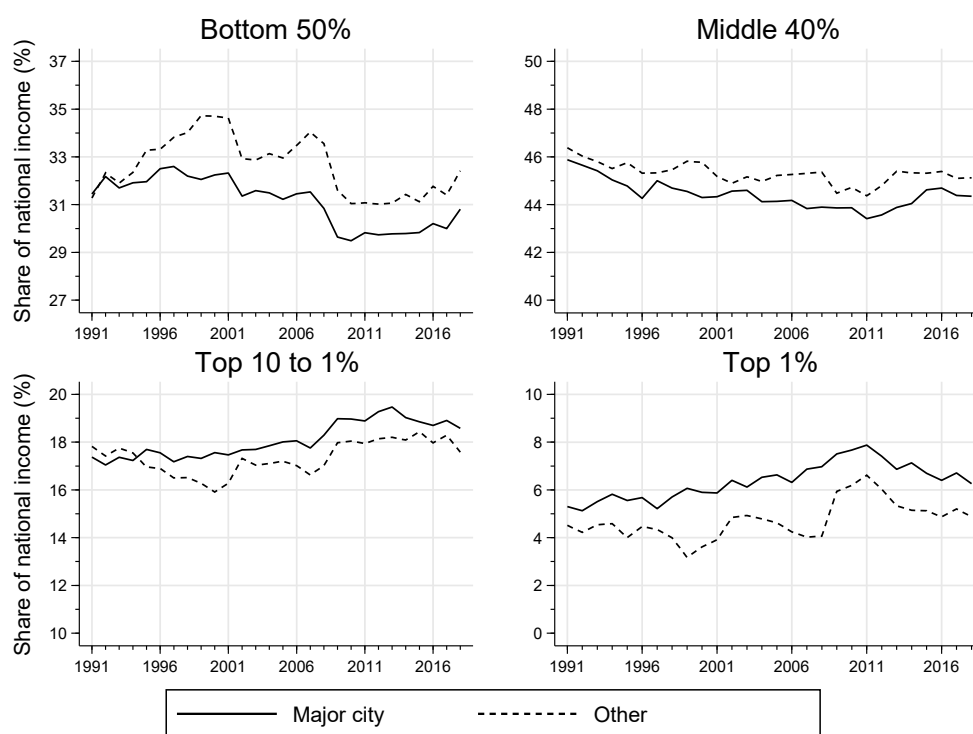 Bottom 50%
Middle 40%
Share of national income (%)
37
35
33
31
29
27
1991 1996 2001 2006 2011 2016
50
48
46
44
42
40
1991 1996 2001 2006 2011 2016
Top 10 to 1%
Top 1%
Share of national income (%)
20
18
16
14
12
10
1991 1996 2001 2006 2011 2016
10
8
6
4
2
0
1991 1996 2001 2006 2011 2016
Major city Other